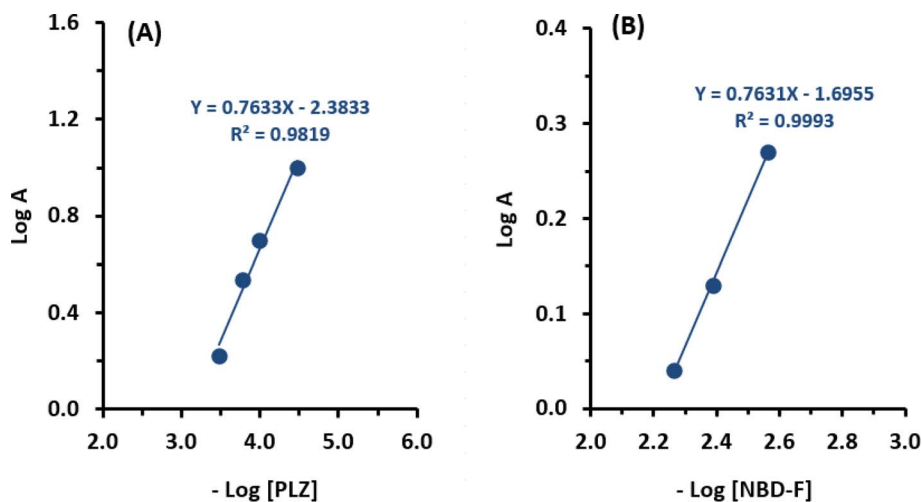 (A)
Y = 0.7633X - 2.3833
R² = 0.9819
Log A
1.6
1.2
0.8
0.4
0.0
2.0 3.0 4.0 5.0 6.0
- Log [PLZ]
(B)
Y = 0.7631X - 1.6955
R² = 0.9993
Log A
0.4
0.3
0.2
0.1
0.0
2.0 2.2 2.4 2.6 2.8 3.0
- Log [NBD-F]